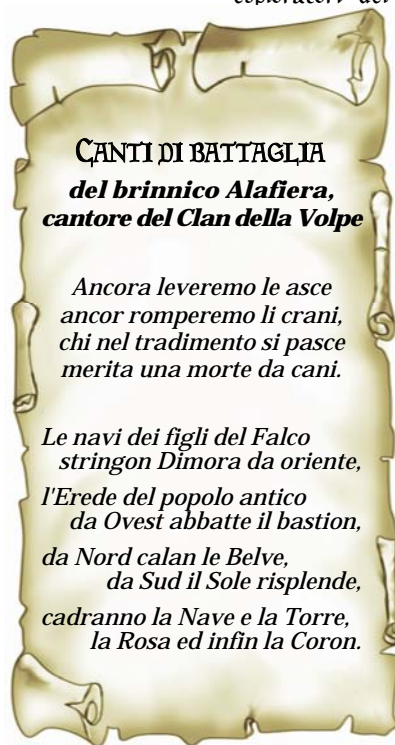 CANTI DI BATTAGLIA
del brinnico Alafiera,
cantore del Clan della Volpe
Ancora leveremo le asce
ancor romperemo li crani,
chi nel tradimento si pasce
merita una morte da cani.
Le navi dei figli del Falco
stringon Dimora da oriente,
l'Erede del popolo antico
da Ovest abbatte il bastion,
da Nord calan le Belve,
da Sud il Sole risplende,
cadranno la Nave e la Torre,
la Rosa ed infin la Coron.